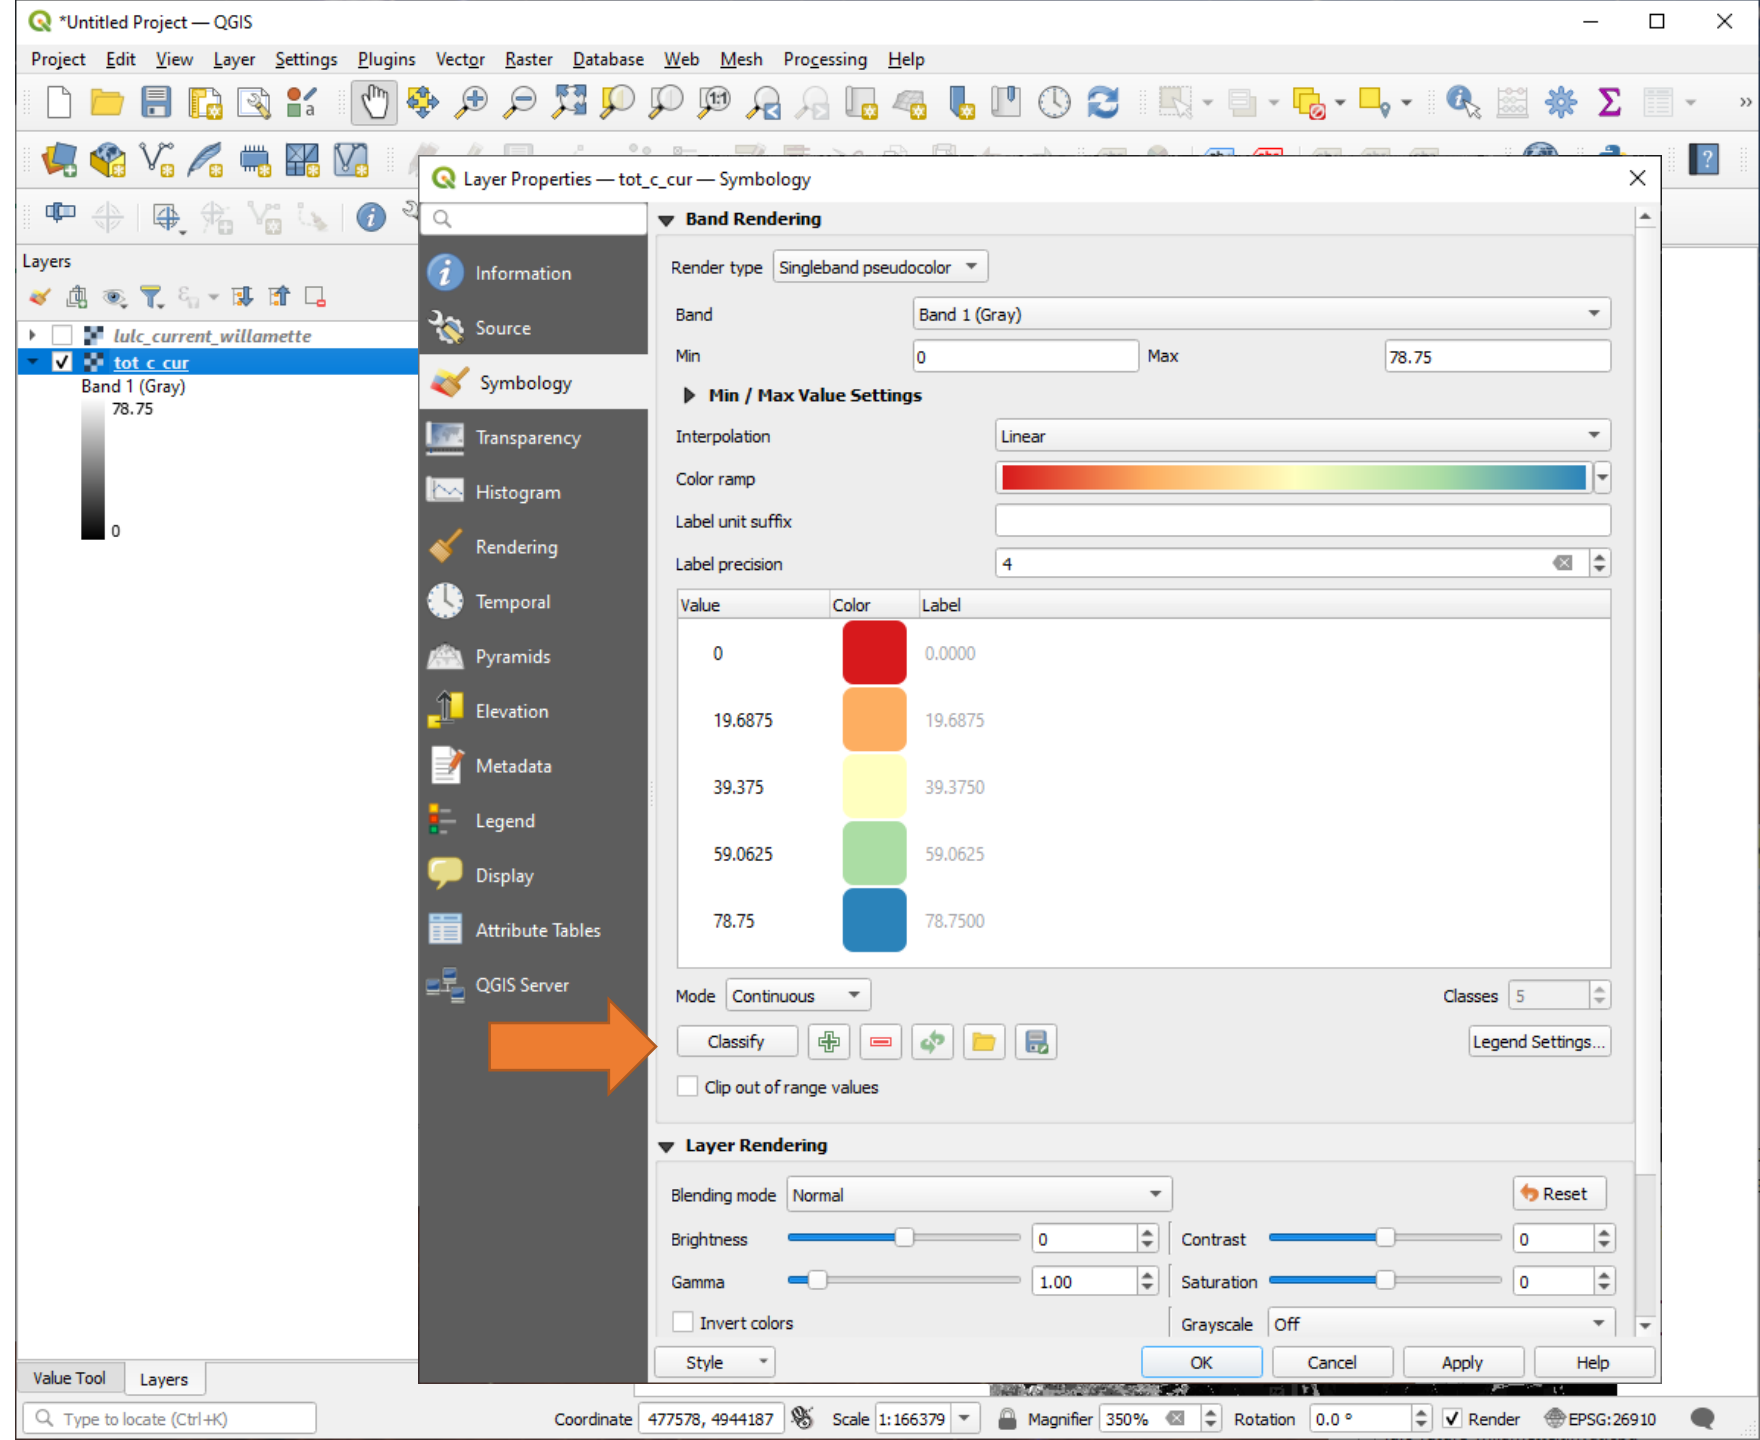 *Untitled Project — QGIS
Project Edit View Layer Settings Plugins Vector Raster Database Web Mesh Processing Help
Layer Properties — tot_c_cur — Symbology
Layers
lulc_current_willamette
tot_c_cur
Band 1 (Gray)
78.75
0
Information
Source
Symbology
Transparency
Histogram
Rendering
Temporal
Pyramids
Elevation
Metadata
Legend
Display
Attribute Tables
QGIS Server
Band Rendering
Render type Singleband pseudocolor
Band Band 1 (Gray)
Min 0 Max 78.75
Min / Max Value Settings
Interpolation Linear
Color ramp
Label unit suffix
Label precision 4
Value Color Label
0 0.0000
19.6875 19.6875
39.375 39.3750
59.0625 59.0625
78.75 78.7500
Mode Continuous Classes 5
Classify Legend Settings...
Clip out of range values
Layer Rendering
Blending mode Normal Reset
Brightness 0 Contrast 0
Gamma 1.00 Saturation 0
Invert colors Grayscale Off
Style OK Cancel Apply Help
Value Tool Layers
Type to locate (Ctrl+K) Coordinate 477578, 4944187 Scale 1:166379 Magnifier 350% Rotation 0.0 ° Render EPSG:26910